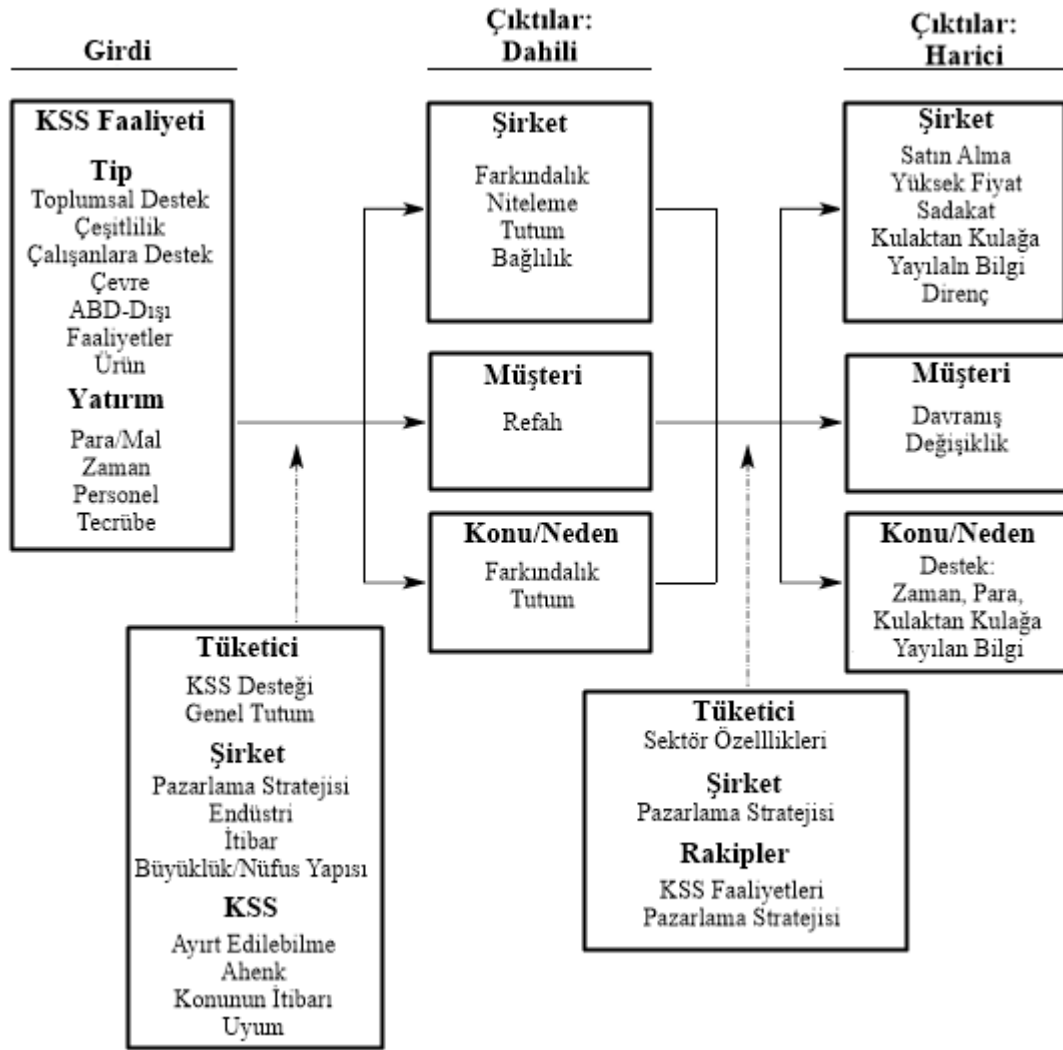 Girdi
Çıktılar:
Dahili
Çıktılar:
Harici
KSS Faaliyeti
Tip
Toplumsal Destek
Çeşitlilik
Çalışanlara Destek
Çevre
ABD-Dışı
Faaliyetler
Ürün
Yatırım
Para/Mal
Zaman
Personel
Tecrübe
Şirket
Farkındalık
Niteleme
Tutum
Bağlılık
Müşteri
Refah
Konu/Neden
Farkındalık
Tutum
Şirket
Satın Alma
Yüksek Fiyat
Sadakat
Kulaktan Kulağa
Yayılaln Bilgi
Direnç
Müşteri
Davranış
Değişiklik
Konu/Neden
Destek:
Zaman, Para,
Kulaktan Kulağa
Yayılan Bilgi
Tüketici
KSS Desteği
Genel Tutum
Şirket
Pazarlama Stratejisi
Endüstri
İtibar
Büyüklük/Nüfus Yapısı
KSS
Ayırt Edilebilme
Ahenk
Konunun İtibarı
Uyum
Tüketici
Sektör Özelllikleri
Şirket
Pazarlama Stratejisi
Rakipler
KSS Faaliyetleri
Pazarlama Stratejisi